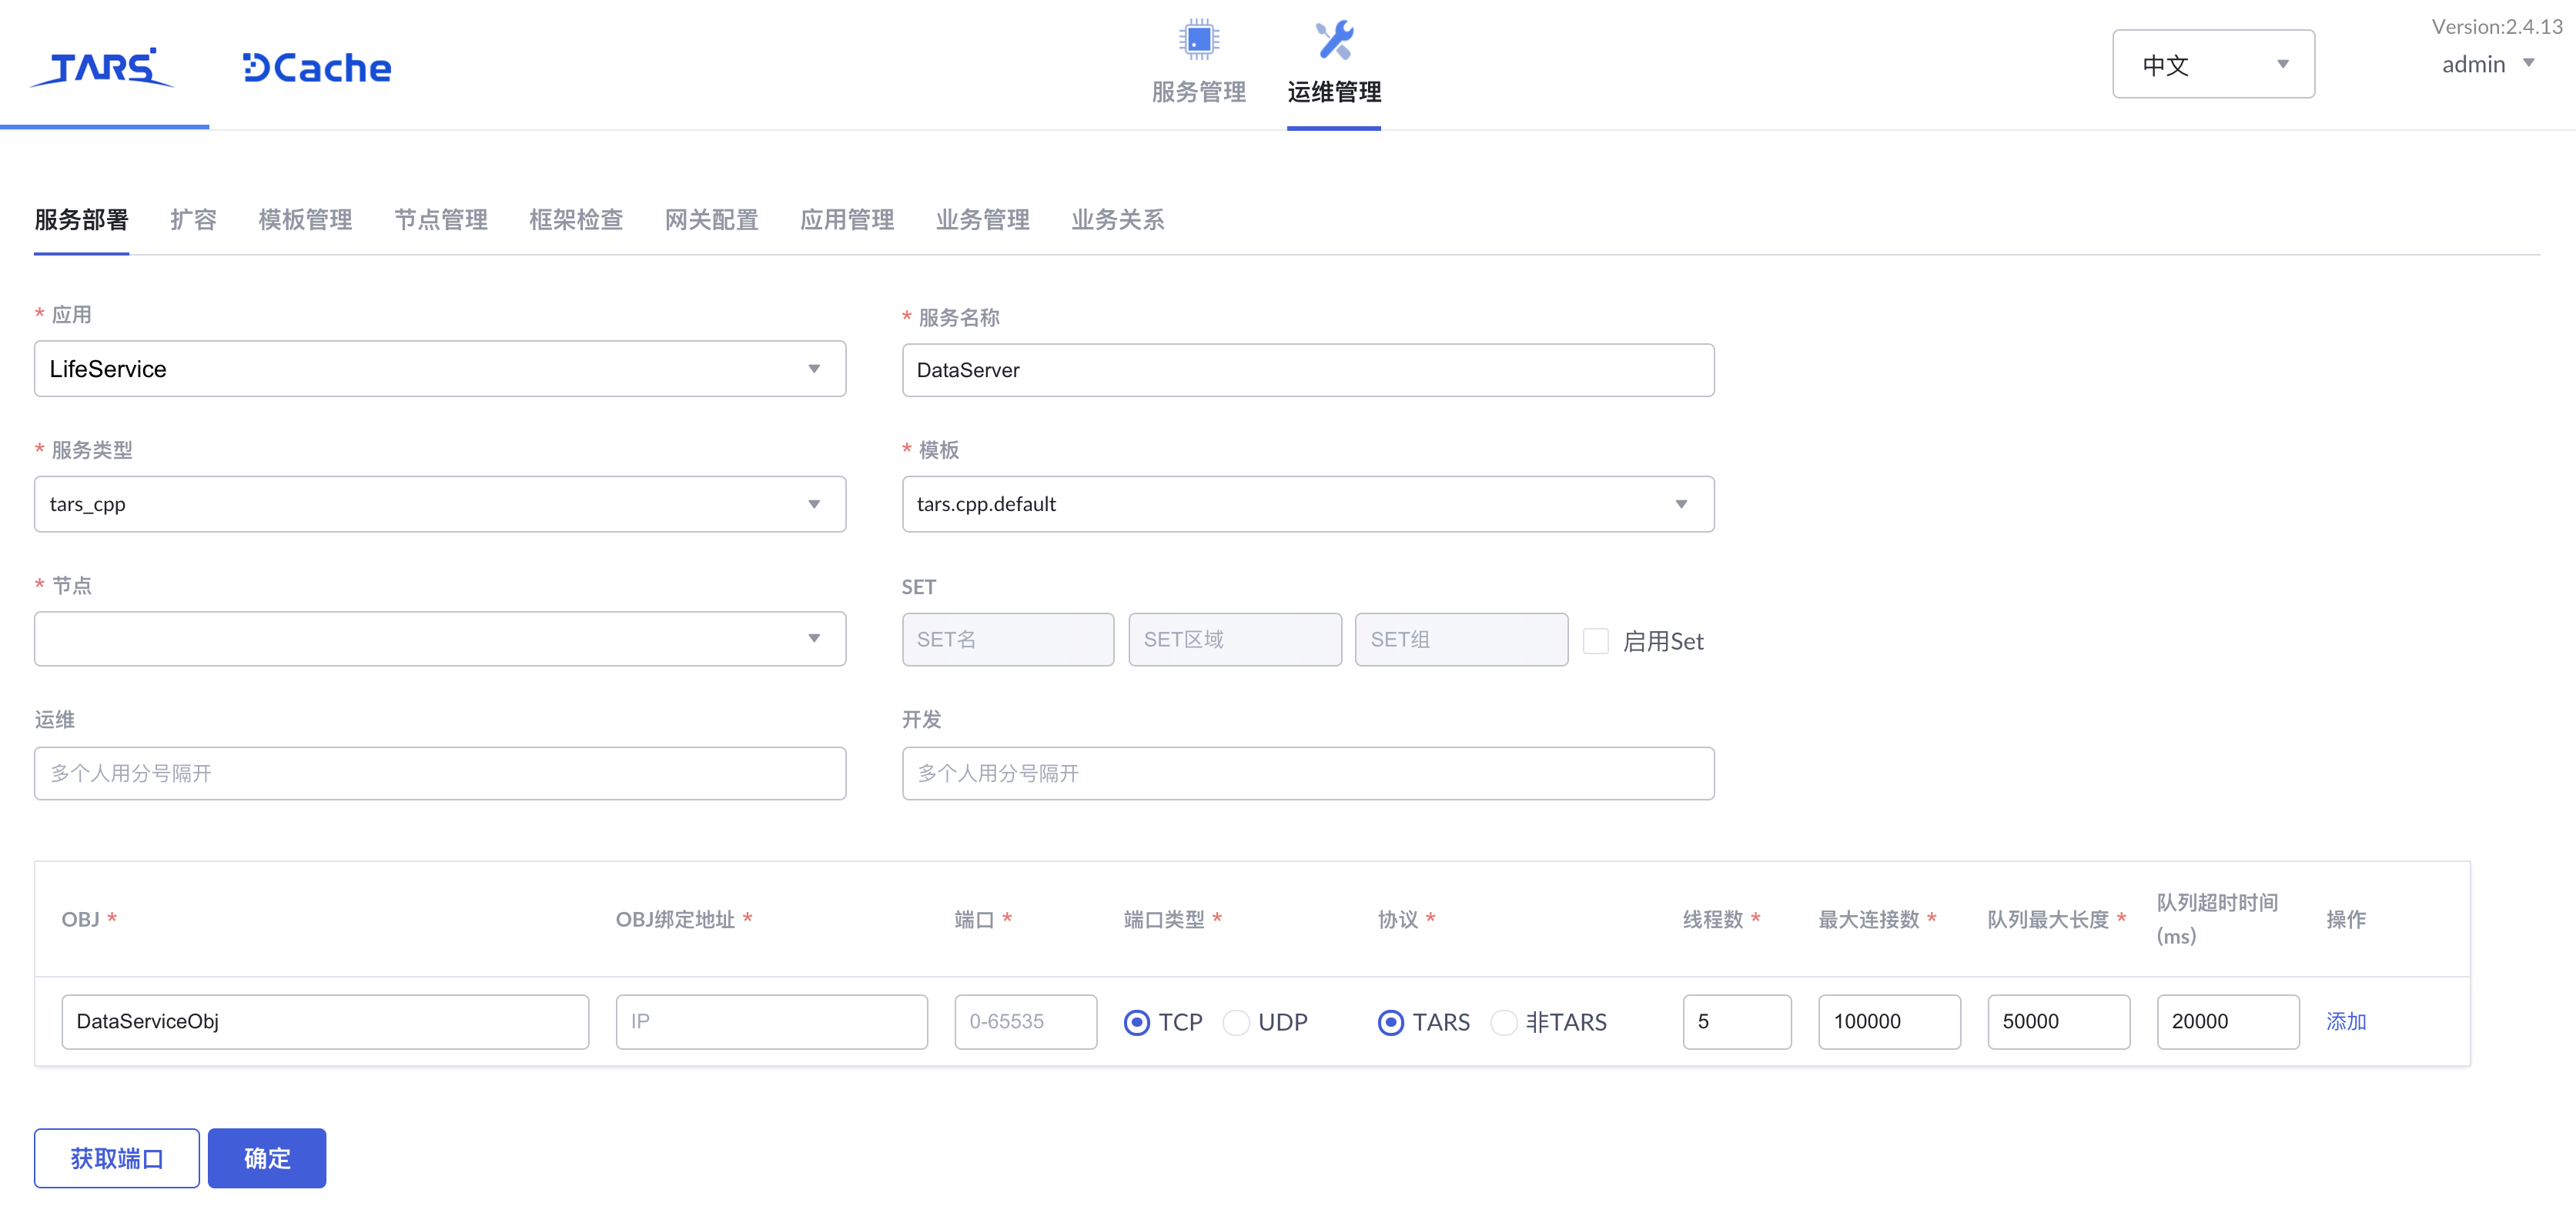 Version:2.4.13
TARS DCache 服务管理 运维管理 中文 admin
服务部署 扩容 模板管理 节点管理 框架检查 网关配置 应用管理 业务管理 业务关系
* 应用 * 服务名称
LifeService DataServer
* 服务类型 * 模板
tars_cpp tars.cpp.default
* 节点 SET
SET名 SET区域 SET组 启用Set
运维 开发
多个人用分号隔开 多个人用分号隔开
OBJ * OBJ绑定地址 * 端口 * 端口类型 * 协议 * 线程数 * 最大连接数 * 队列最大长度 * 队列超时时间(ms) 操作
DataServiceObj IP 0-65535 TCP UDP TARS 非TARS 5 100000 50000 20000 添加
获取端口 确定